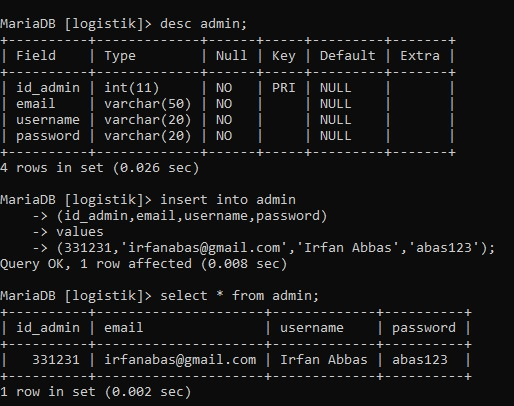 MariaDB [logistik]> desc admin;
+----------+-------------+------+-----+---------+-------+
| Field    | Type        | Null | Key | Default | Extra |
+----------+-------------+------+-----+---------+-------+
| id_admin | int(11)     | NO   | PRI | NULL    |       |
| email    | varchar(50) | NO   |     | NULL    |       |
| username | varchar(20) | NO   |     | NULL    |       |
| password | varchar(20) | NO   |     | NULL    |       |
+----------+-------------+------+-----+---------+-------+
4 rows in set (0.026 sec)
MariaDB [logistik]> insert into admin
    -> (id_admin,email,username,password)
    -> values
    -> (331231,'irfanabas@gmail.com','Irfan Abbas','abas123');
Query OK, 1 row affected (0.008 sec)
MariaDB [logistik]> select * from admin;
+----------+---------------------+-------------+----------+
| id_admin | email               | username    | password |
+----------+---------------------+-------------+----------+
|   331231 | irfanabas@gmail.com | Irfan Abbas | abas123  |
+----------+---------------------+-------------+----------+
1 row in set (0.002 sec)